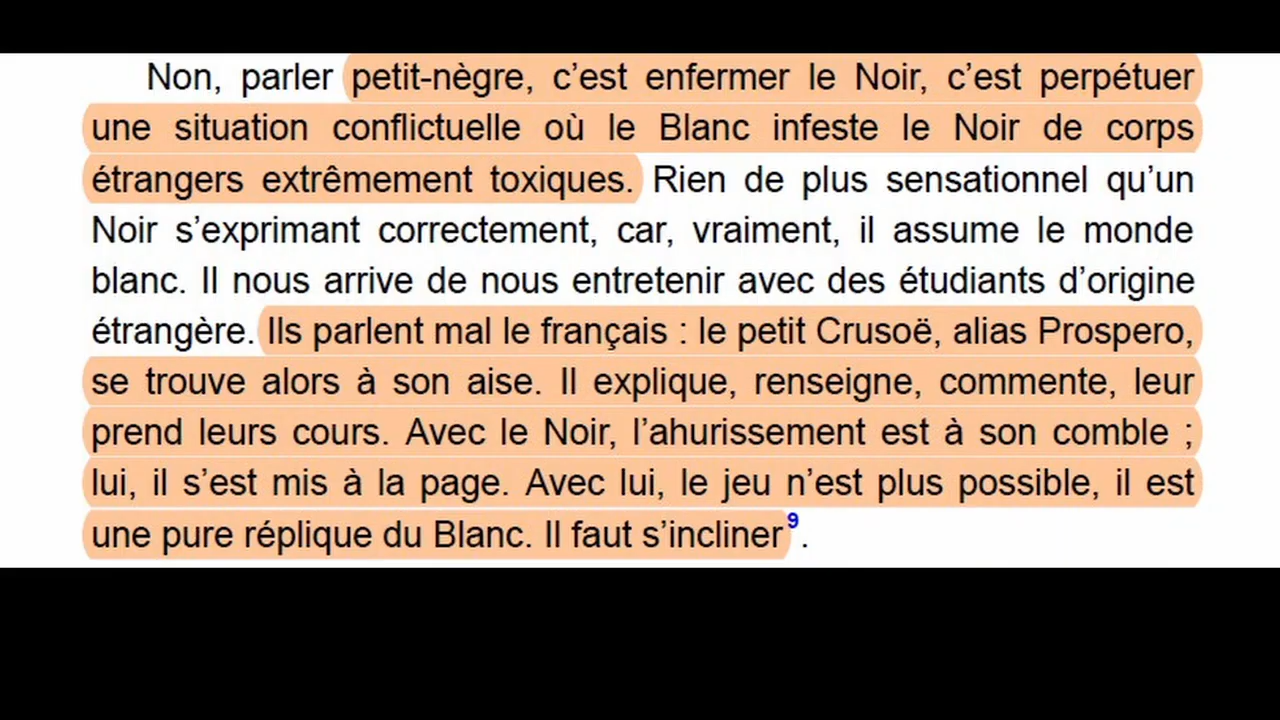 Non, parler petit-nègre, c’est enfermer le Noir, c’est perpétuer
une situation conflictuelle où le Blanc infeste le Noir de corps
étrangers extrêmement toxiques. Rien de plus sensationnel qu’un
Noir s’exprimant correctement, car, vraiment, il assume le monde
blanc. Il nous arrive de nous entretenir avec des étudiants d’origine
étrangère. Ils parlent mal le français : le petit Crusoë, alias Prospero,
se trouve alors à son aise. Il explique, renseigne, commente, leur
prend leurs cours. Avec le Noir, l’ahurissement est à son comble ;
lui, il s’est mis à la page. Avec lui, le jeu n’est plus possible, il est
une pure réplique du Blanc. Il faut s’incliner 9.